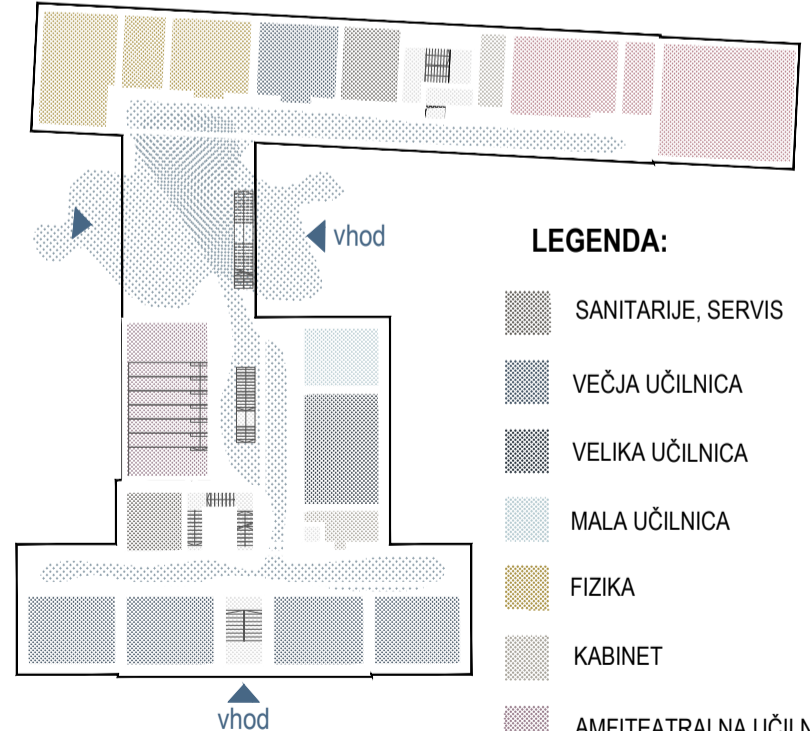 vhod
LEGENDA:
SANITARIJE, SERVIS
VEČJA UČILNICA
VELIKA UČILNICA
MALA UČILNICA
FIZIKA
KABINET
vhod